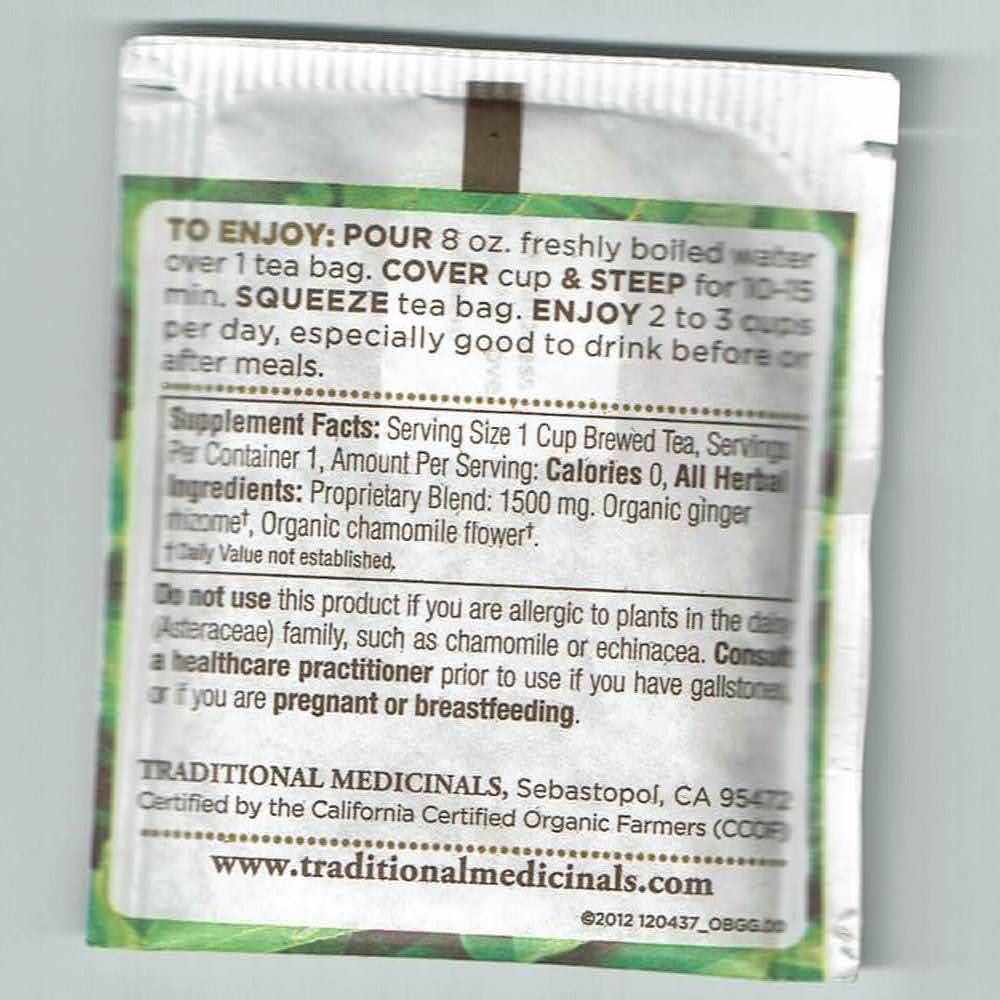 TO ENJOY: POUR 8 oz. freshly boiled water
over 1 tea bag. COVER cup & STEEP for 10-15
min. SQUEEZE tea bag. ENJOY 2 to 3 cups
per day, especially good to drink before or
after meals.
Supplement Facts: Serving Size 1 Cup Brewed Tea, Servings
Per Container 1, Amount Per Serving: Calories 0, All Herbal
Ingredients: Proprietary Blend: 1500 mg. Organic ginger
rhizome†, Organic chamomile flower†.
† Daily Value not established.
Do not use this product if you are allergic to plants in the daisy
(Asteraceae) family, such as chamomile or echinacea. Consult
a healthcare practitioner prior to use if you have gallstones,
or if you are pregnant or breastfeeding.
TRADITIONAL MEDICINALS, Sebastopol, CA 95472
Certified by the California Certified Organic Farmers (CCOF)
www.traditionalmedicinals.com
©2012 120437_OBGG.00